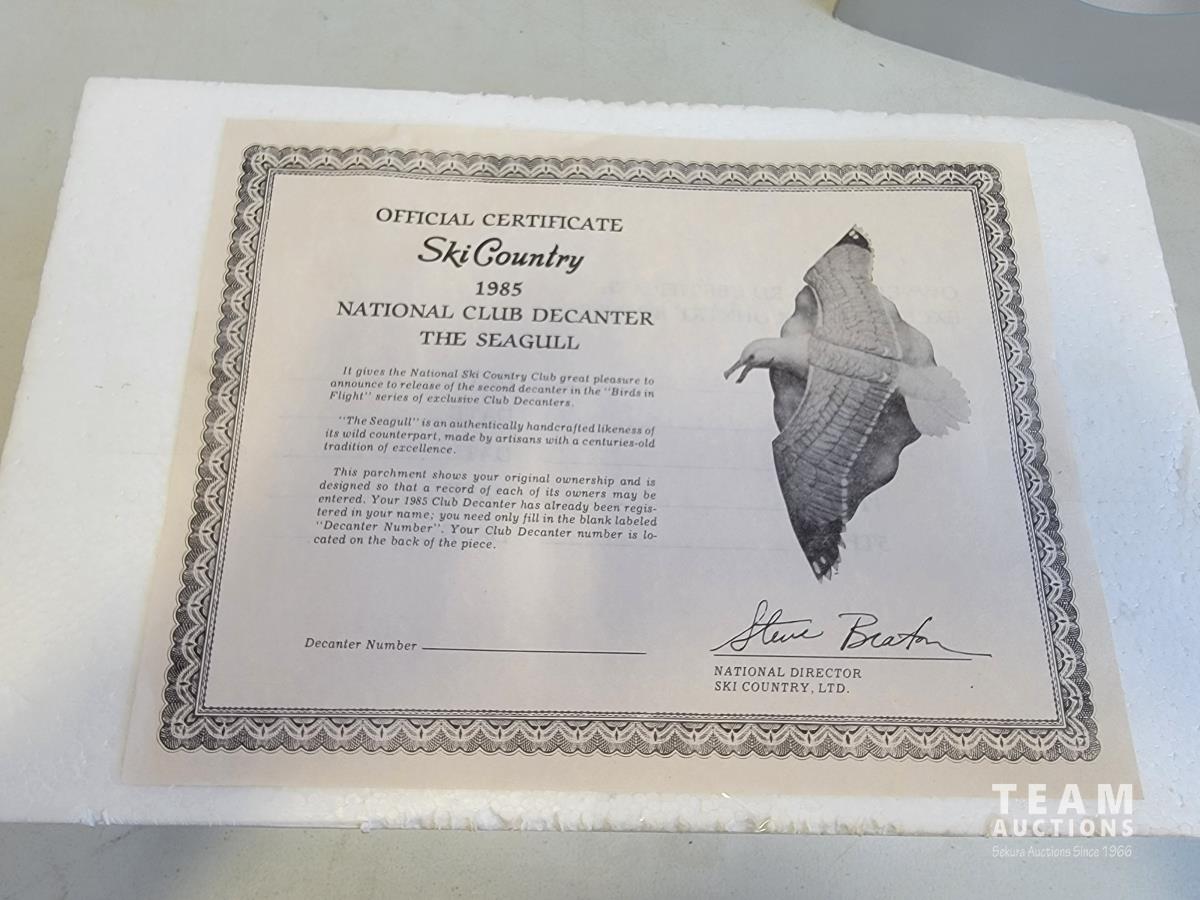 OFFICIAL CERTIFICATE
Ski Country
1985
NATIONAL CLUB DECANTER
THE SEAGULL
It gives the National Ski Country Club great pleasure to
announce to release of the second decanter in the "Birds in
Flight" series of exclusive Club Decanters.
"The Seagull" is an authentically handcrafted likeness of
its wild counterpart, made by artisans with a centuries-old
tradition of excellence.
This parchment shows your original ownership and is
designed so that a record of each of its owners may be
entered. Your 1985 Club Decanter has already been regis-
tered in your name; you need only fill in the blank labeled
"Decanter Number". Your Club Decanter number is lo-
cated on the back of the piece.
Decanter Number
Steve Beaton
NATIONAL DIRECTOR
SKI COUNTRY, LTD.
TEAM
AUCTIONS
Sekura Auctions Since 1966